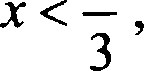 x < — 3 ,